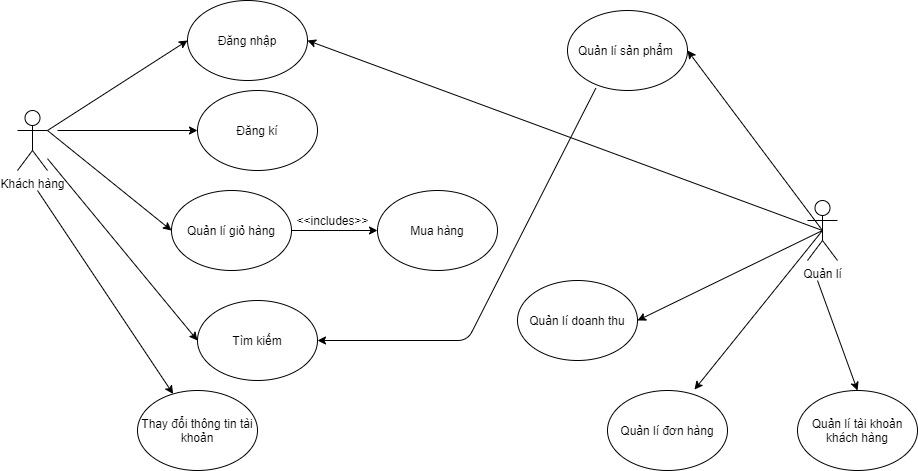 Đăng nhập
Quản lí sản phẩm
Đăng kí
Khách hàng
Quản lí giỏ hàng
<<includes>>
Mua háng
Quản lí
Quản lí doanh thu
Tìm kiếm
Thay đổi thông tin tài
khoản
Quản lí đơn hàng
Quản lí tài khoản
khách hàng